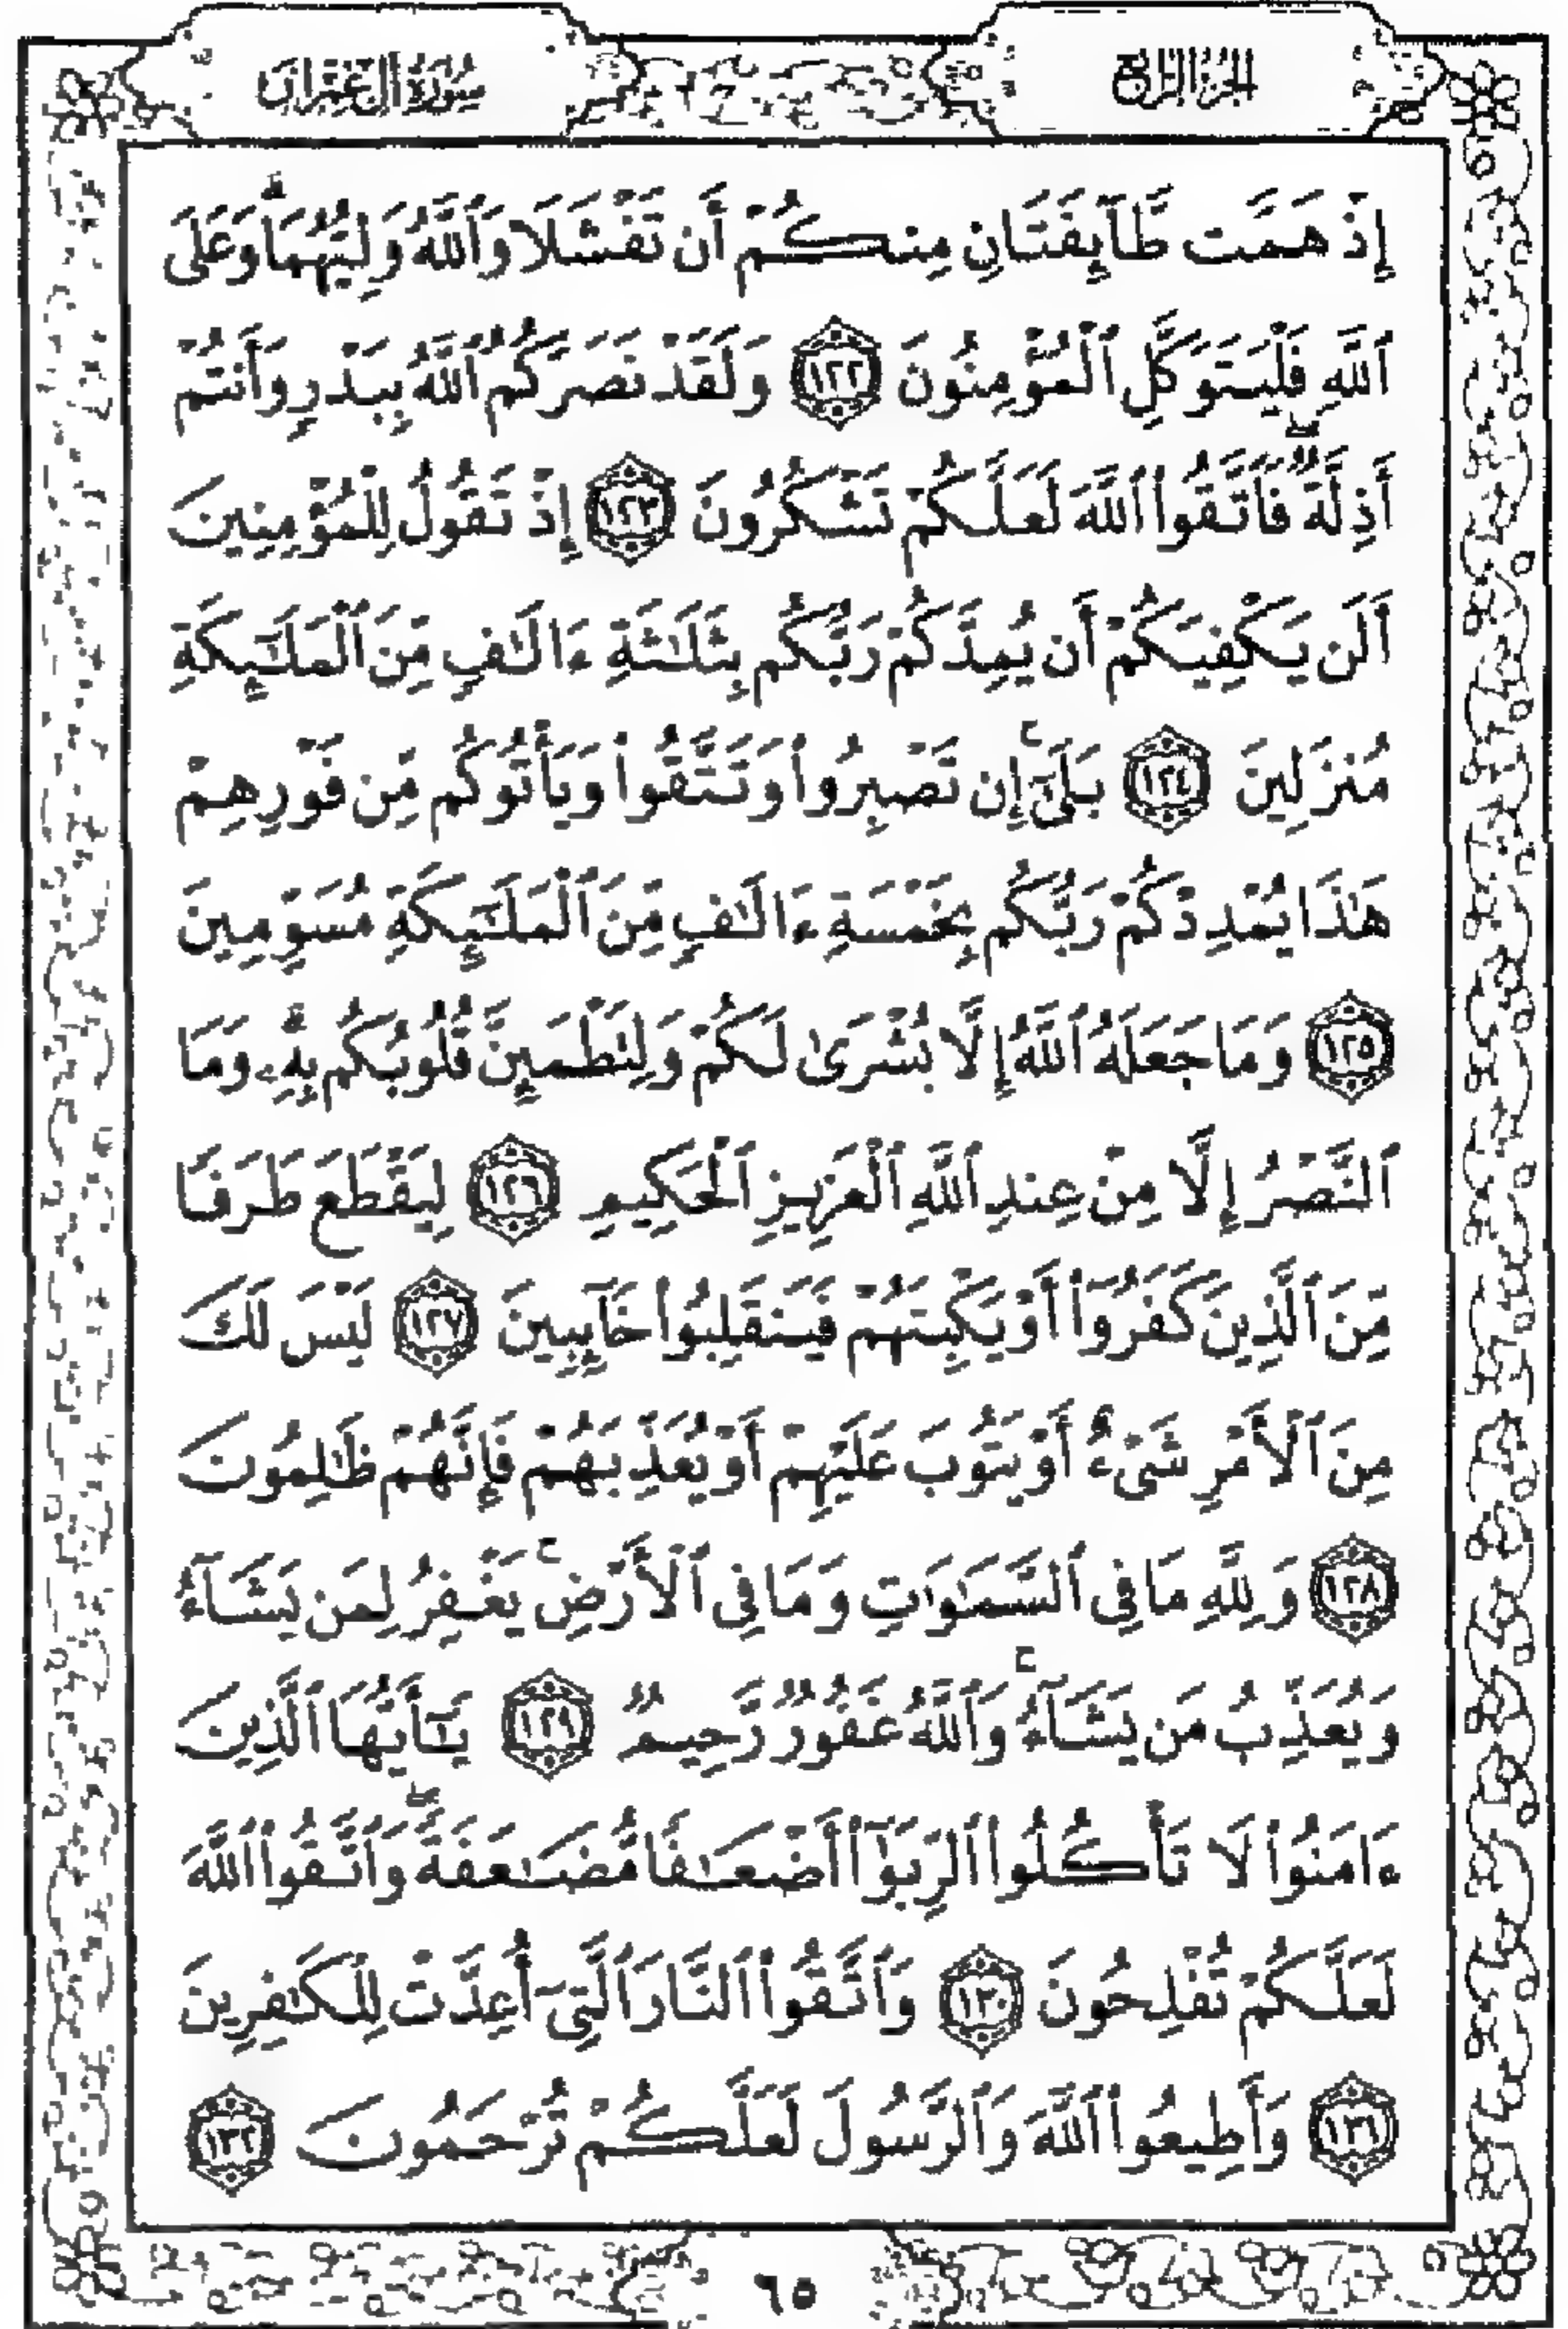 الجزء الرابع
سورة آل عمران
إِذْ هَمَّت طَّآئِفَتَانِ مِنكُمْ أَن تَفْشَلَا وَٱللَّهُ وَلِيُّهُمَا ۗ وَعَلَى
ٱللَّهِ فَلْيَتَوَكَّلِ ٱلْمُؤْمِنُونَ ١٢٢ وَلَقَدْ نَصَرَكُمُ ٱللَّهُ بِبَدْرٍ وَأَنتُمْ
أَذِلَّةٌ ۖ فَٱتَّقُوا۟ ٱللَّهَ لَعَلَّكُمْ تَشْكُرُونَ ١٢٣ إِذْ تَقُولُ لِلْمُؤْمِنِينَ
أَلَن يَكْفِيَكُمْ أَن يُمِدَّكُمْ رَبُّكُم بِثَلَـٰثَةِ ءَالَـٰفٍ مِّنَ ٱلْمَلَـٰٓئِكَةِ
مُنزَلِينَ ١٢٤ بَلَىٰٓ ۚ إِن تَصْبِرُوا۟ وَتَتَّقُوا۟ وَيَأْتُوكُم مِّن فَوْرِهِمْ
هَـٰذَا يُمْدِدْكُمْ رَبُّكُم بِخَمْسَةِ ءَالَـٰفٍ مِّنَ ٱلْمَلَـٰٓئِكَةِ مُسَوِّمِينَ
١٢٥ وَمَا جَعَلَهُ ٱللَّهُ إِلَّا بُشْرَىٰ لَكُمْ وَلِتَطْمَئِنَّ قُلُوبُكُم بِهِۦ ۗ وَمَا
ٱلنَّصْرُ إِلَّا مِنْ عِندِ ٱللَّهِ ٱلْعَزِيزِ ٱلْحَكِيمِ ١٢٦ لِيَقْطَعَ طَرَفًا
مِّنَ ٱلَّذِينَ كَفَرُوٓا۟ أَوْ يَكْبِتَهُمْ فَيَنقَلِبُوا۟ خَآئِبِينَ ١٢٧ لَيْسَ لَكَ
مِنَ ٱلْأَمْرِ شَىْءٌ أَوْ يَتُوبَ عَلَيْهِمْ أَوْ يُعَذِّبَهُمْ فَإِنَّهُمْ ظَـٰلِمُونَ
١٢٨ وَلِلَّهِ مَا فِى ٱلسَّمَـٰوَٰتِ وَمَا فِى ٱلْأَرْضِ ۚ يَغْفِرُ لِمَن يَشَآءُ
وَيُعَذِّبُ مَن يَشَآءُ ۚ وَٱللَّهُ غَفُورٌ رَّحِيمٌ ١٢٩ يَـٰٓأَيُّهَا ٱلَّذِينَ
ءَامَنُوا۟ لَا تَأْكُلُوا۟ ٱلرِّبَوٰٓا۟ أَضْعَـٰفًا مُّضَـٰعَفَةً ۖ وَٱتَّقُوا۟ ٱللَّهَ
لَعَلَّكُمْ تُفْلِحُونَ ١٣٠ وَٱتَّقُوا۟ ٱلنَّارَ ٱلَّتِىٓ أُعِدَّتْ لِلْكَـٰفِرِينَ
١٣١ وَأَطِيعُوا۟ ٱللَّهَ وَٱلرَّسُولَ لَعَلَّكُمْ تُرْحَمُونَ ١٣٢
٦٥